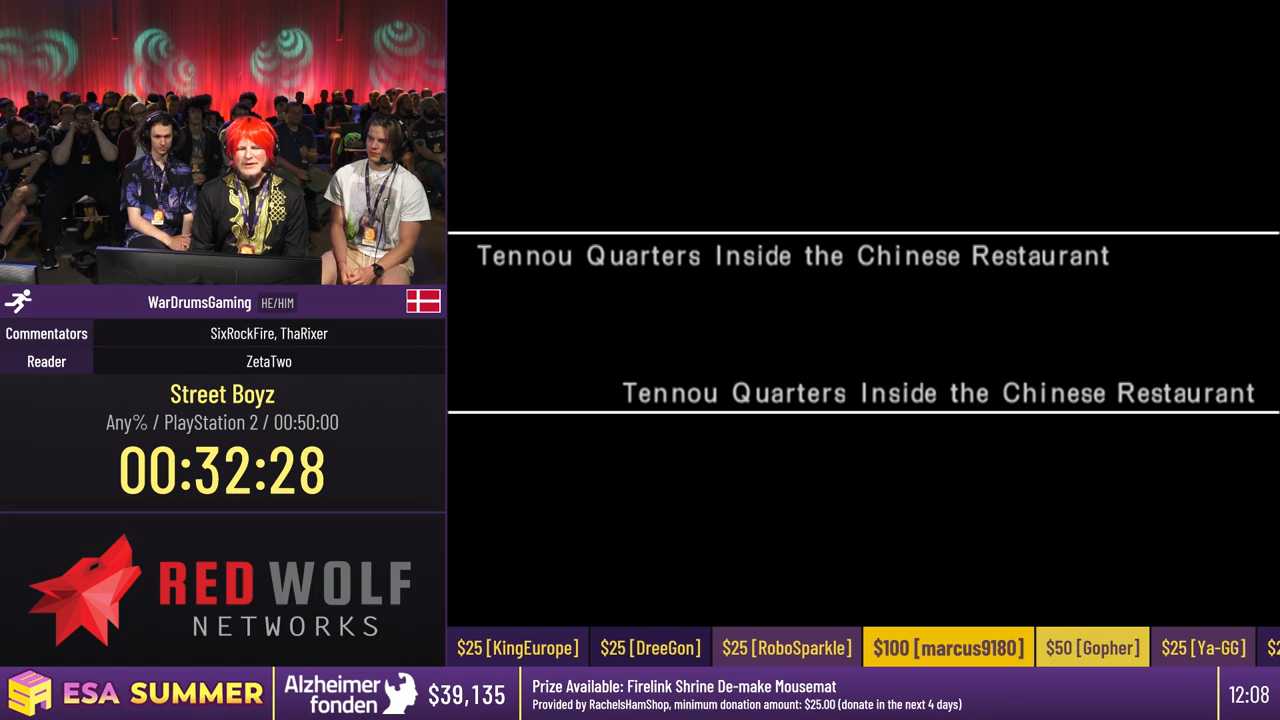 Tennou Quarters Inside the Chinese Restaurant
Tennou Quarters Inside the Chinese Restaurant
WarDrumsGaming HE/HIM
Commentators SixRockFire, ThaRixer
Reader ZetaTwo
Street Boyz
Any% / PlayStation 2 / 00:50:00
00:32:28
RED WOLF
NETWORKS
$25 [KingEurope] $25 [DreeGon] $25 [RoboSparkle] $100 [marcus9180] $50 [Gopher] $25 [Ya-GG]
ESA SUMMER
Alzheimer
fonden
$39,135
Prize Available: Firelink Shrine De-make Mousemat
Provided by RachelsHamShop, minimum donation amount: $25.00 (donate in the next 4 days)
12:08